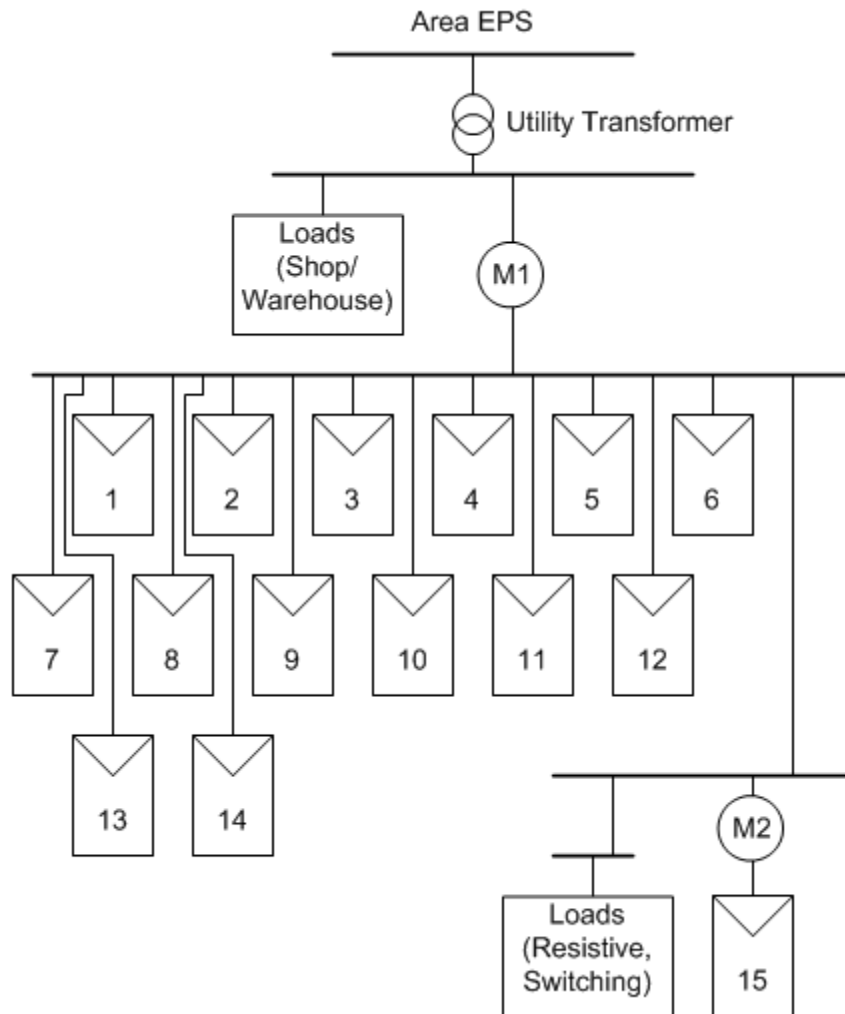 Area EPS
Utility Transformer
Loads
(Shop/
Warehouse)
M1
1
2
3
4
5
6
7
8
9
10
11
12
13
14
M2
Loads
(Resistive,
Switching)
15